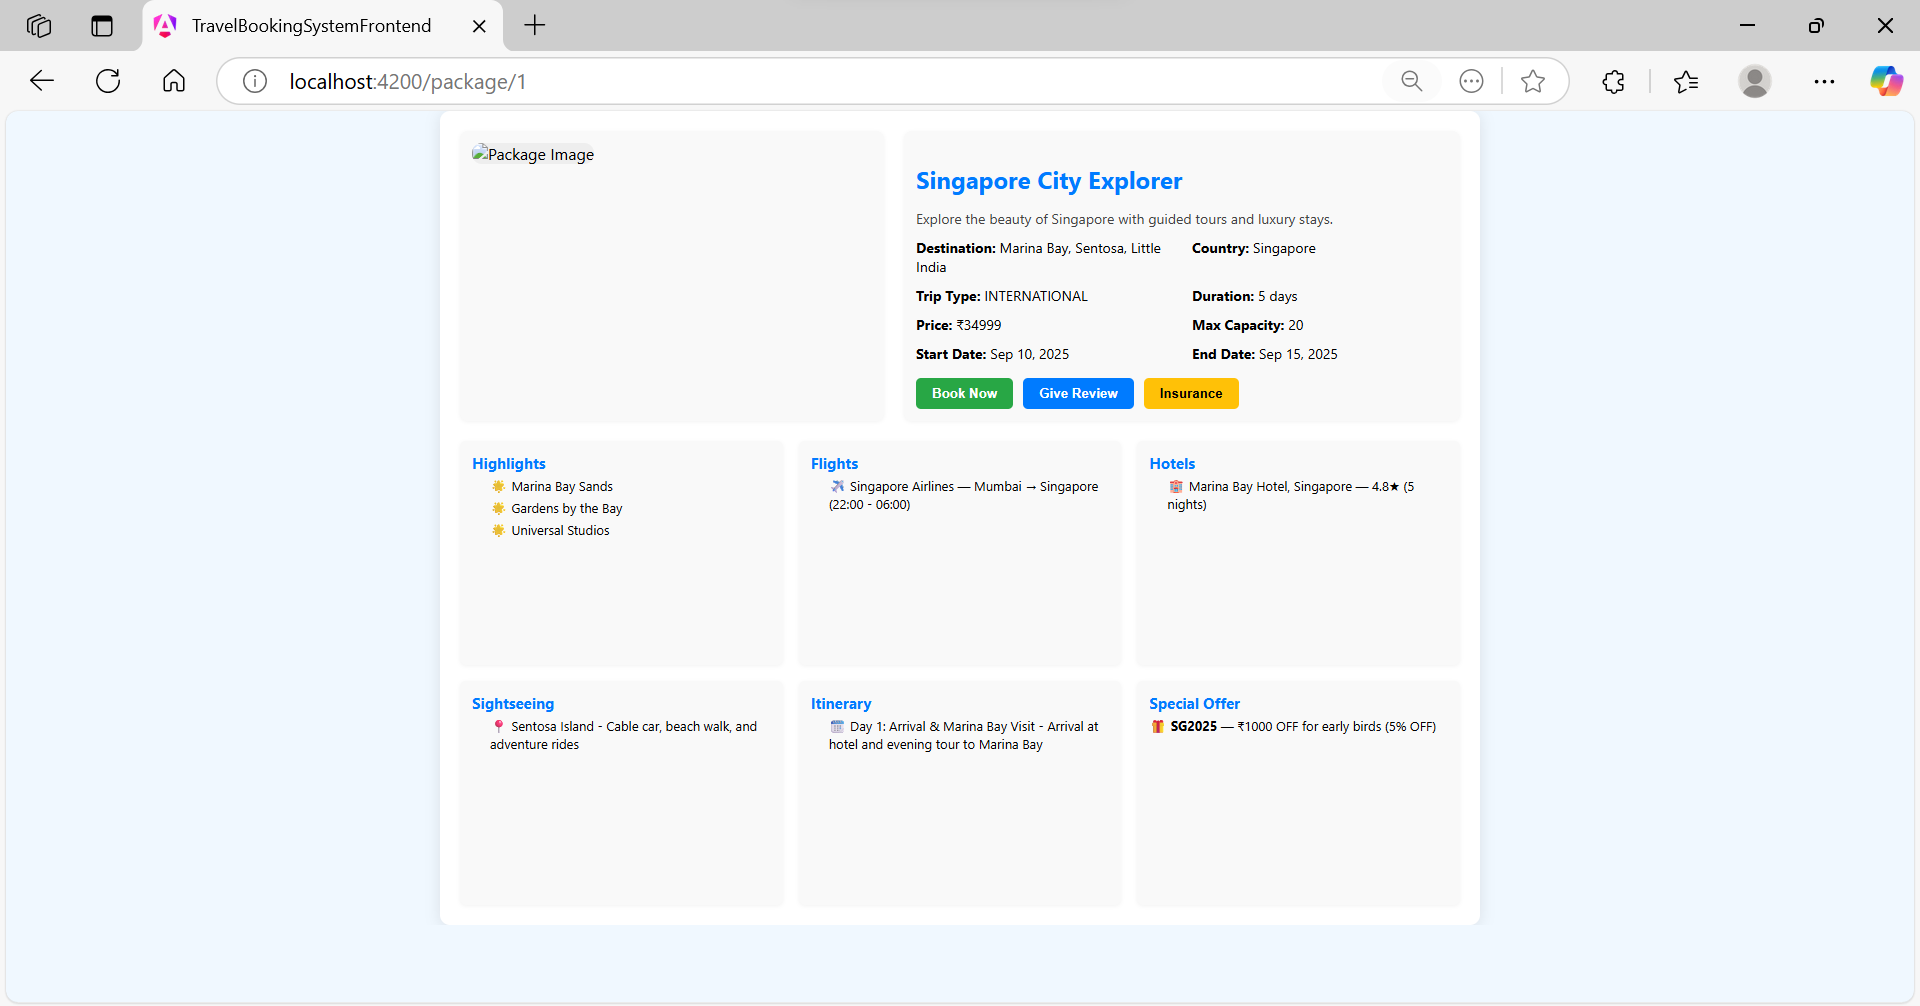 TravelBookingSystemFrontend
localhost:4200/package/1
Package Image
Singapore City Explorer
Explore the beauty of Singapore with guided tours and luxury stays.
Destination: Marina Bay, Sentosa, Little
India
Country: Singapore
Trip Type: INTERNATIONAL
Duration: 5 days
Price: ₹34999
Max Capacity: 20
Start Date: Sep 10, 2025
End Date: Sep 15, 2025
Book Now
Give Review
Insurance
Highlights
🌟 Marina Bay Sands
🌟 Gardens by the Bay
🌟 Universal Studios
Flights
✈️ Singapore Airlines — Mumbai → Singapore
(22:00 - 06:00)
Hotels
🏨 Marina Bay Hotel, Singapore — 4.8★ (5
nights)
Sightseeing
📍 Sentosa Island - Cable car, beach walk, and
adventure rides
Itinerary
🗓️ Day 1: Arrival & Marina Bay Visit - Arrival at
hotel and evening tour to Marina Bay
Special Offer
🎁 SG2025 — ₹1000 OFF for early birds (5% OFF)